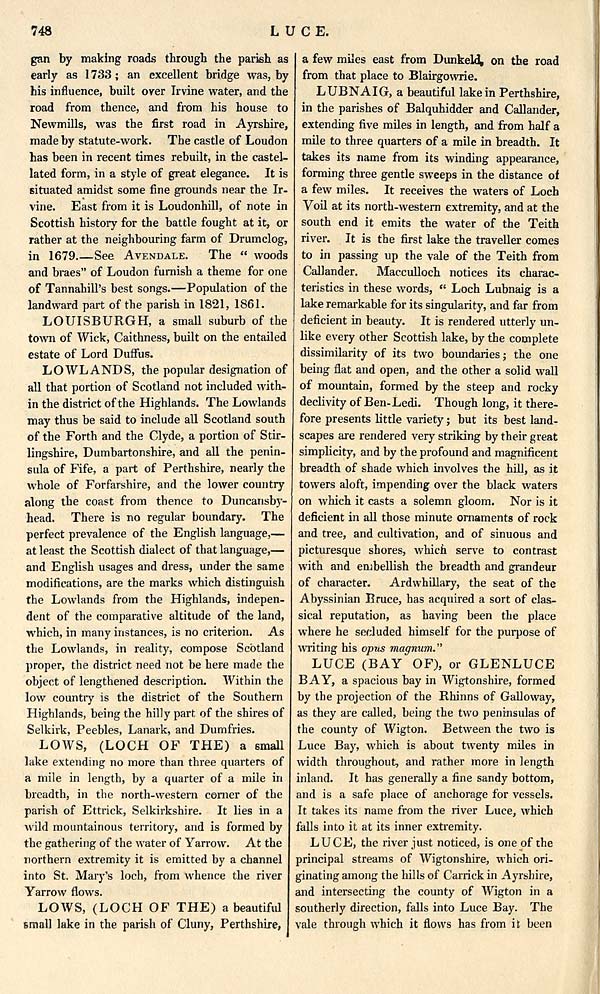 748
LUCE.
gan by making roads through the parish as
early as 1733; an excellent bridge was, by
his influence, built over Irvine water, and the
road from thence, and from his house to
Newmills, was the first road in Ayrshire,
made by statute-work. The castle of Loudon
has been in recent times rebuilt, in the castel-
lated form, in a style of great elegance. It is
situated amidst some fine grounds near the Ir-
vine. East from it is Loudonhill, of note in
Scottish history for the battle fought at it, or
rather at the neighbouring farm of Drumclog,
in 1679.—See AVENDALE. The “ woods
and braes” of Loudon furnish a theme for one
of Tannahill's best songs.—Population of the
landward part of the parish in 1821, 1861.
LOUISBURGH, a small suburb of the
town of Wick, Caithness, built on the entailed
estate of Lord Duffus.
LOWLANDS, the popular designation of
all that portion of Scotland not included with-
in the district of the Highlands. The Lowlands
may thus be said to include all Scotland south
of the Forth and the Clyde, a portion of Stir-
lingshire, Dumbartonshire, and all the penin-
sula of Fife, a part of Perthshire, nearly the
whole of Forfarshire, and the lower country
along the coast from thence to Duncansby-
head. There is no regular boundary. The
perfect prevalence of the English language,—
at least the Scottish dialect of that language,—
and English usages and dress, under the same
modifications, are the marks which distinguish
the Lowlands from the Highlands, indepen-
dent of the comparative altitude of the land,
which, in many instances, is no criterion. As
the Lowlands, in reality, compose Scotland
proper, the district need not be here made the
object of lengthened description. Within the
low country is the district of the Southern
Highlands, being the hilly part of the shires of
Selkirk, Peebles, Lanark, and Dumfries.
LOWS, (LOCH OF THE) a small
lake extending no more than three quarters of
a mile in length, by a quarter of a mile in
breadth, in the north-western corner of the
parish of Ettrick, Selkirkshire. It lies in a
wild mountainous territory, and is formed by
the gathering of the water of Yarrow. At the
northern extremity it is emitted by a channel
into St. Mary's loch, from whence the river
Yarrow flows.
LOWS, (LOCH OF THE) a beautiful
small lake in the parish of Cluny, Perthshire,
a few miles east from Dunkeld, on the road
from that place to Blairgowrie.
LUBNAIG, a beautiful lake in Perthshire,
in the parishes of Balquhidder and Callander,
extending five miles in length, and from half a
mile to three quarters of a mile in breadth. It
takes its name from its winding appearance,
forming three gentle sweeps in the distance of
a few miles. It receives the waters of Loch
Voil at its north-western extremity, and at the
south end it emits the water of the Teith
river. It is the first lake the traveller comes
to in passing up the vale of the Teith from
Callander. Macculloch notices its charac-
teristics in these words, “ Loch Lubnaig is a
lake remarkable for its singularity, and far from
deficient in beauty. It is rendered utterly un-
like every other Scottish lake, by the complete
dissimilarity of its two boundaries; the one
being flat and open, and the other a solid wall
of mountain, formed by the steep and rocky
declivity of Ben-Ledi. Though long, it there-
fore presents little variety; but its best land-
scapes are rendered very striking by their great
simplicity, and by the profound and magnificent
breadth of shade which involves the hill, as it
towers aloft, impending over the black waters
on which it casts a solemn gloom. Nor is it
deficient in all those minute ornaments of rock
and tree, and cultivation, and of sinuous and
picturesque shores, which serve to contrast
with and embellish the breadth and grandeur
of character. Ardwhillary, the seat of the
Abyssinian Bruce, has acquired a sort of clas-
sical reputation, as having been the place
where he secluded himself for the purpose of
writing his opus magnum."
LUCE (BAY OF), or GLENLUCE
BAY, a spacious bay in Wigtonshire, formed
by the projection of the Rhinns of Galloway,
as they are called, being the two peninsulas of
the county of Wigton. Between the two is
Luce Bay, which is about twenty miles in
width throughout, and rather more in length
inland. It has generally a fine sandy bottom,
and is a safe place of anchorage for vessels.
It takes its name from the river Luce, which
falls into it at its inner extremity.
LUCE, the river just noticed, is one of the
principal streams of Wigtonshire, which ori-
ginating among the hills of Carrick in Ayrshire,
and intersecting the county of Wigton in a
southerly direction, falls into Luce Bay. The
vale through which it flows has from it been